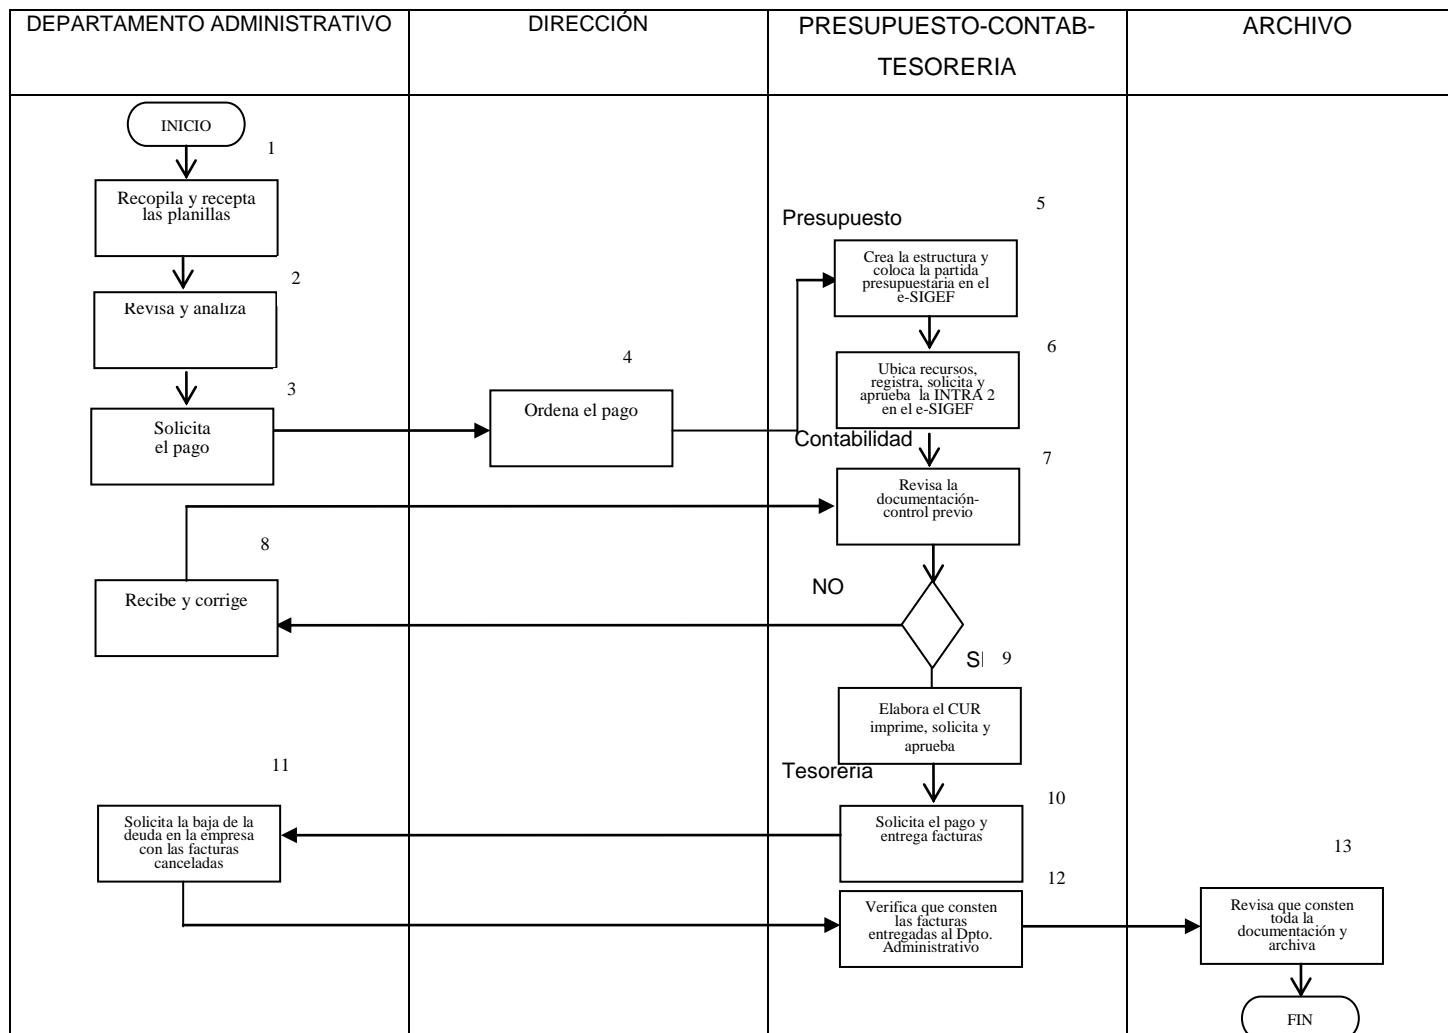 DEPARTAMENTO ADMINISTRATIVO
DIRECCIÓN
PRESUPUESTO-CONTAB-
TESORERIA
ARCHIVO
INICIO
1
Recopila y recepta
las planillas
2
Revisa y analiza
3
Solicita
el pago
4
Ordena el pago
5
Presupuesto
Crea la estructura y
coloca la partida
presupuestaria en el
e-SIGEF
6
Ubica recursos,
registra, solicita y
aprueba la INTRA 2
en el e-SIGEF
Contabilidad
7
Revisa la
documentación-
control previo
8
Recibe y corrige
NO
SI
9
Elabora el CUR
imprime, solicita y
aprueba
Tesorería
10
Solicita el pago y
entrega facturas
11
Solicita la baja de la
deuda en la empresa
con las facturas
canceladas
12
Verifica que consten
las facturas
entregadas al Dpto.
Administrativo
13
Revisa que consten
toda la
documentación y
archiva
FIN